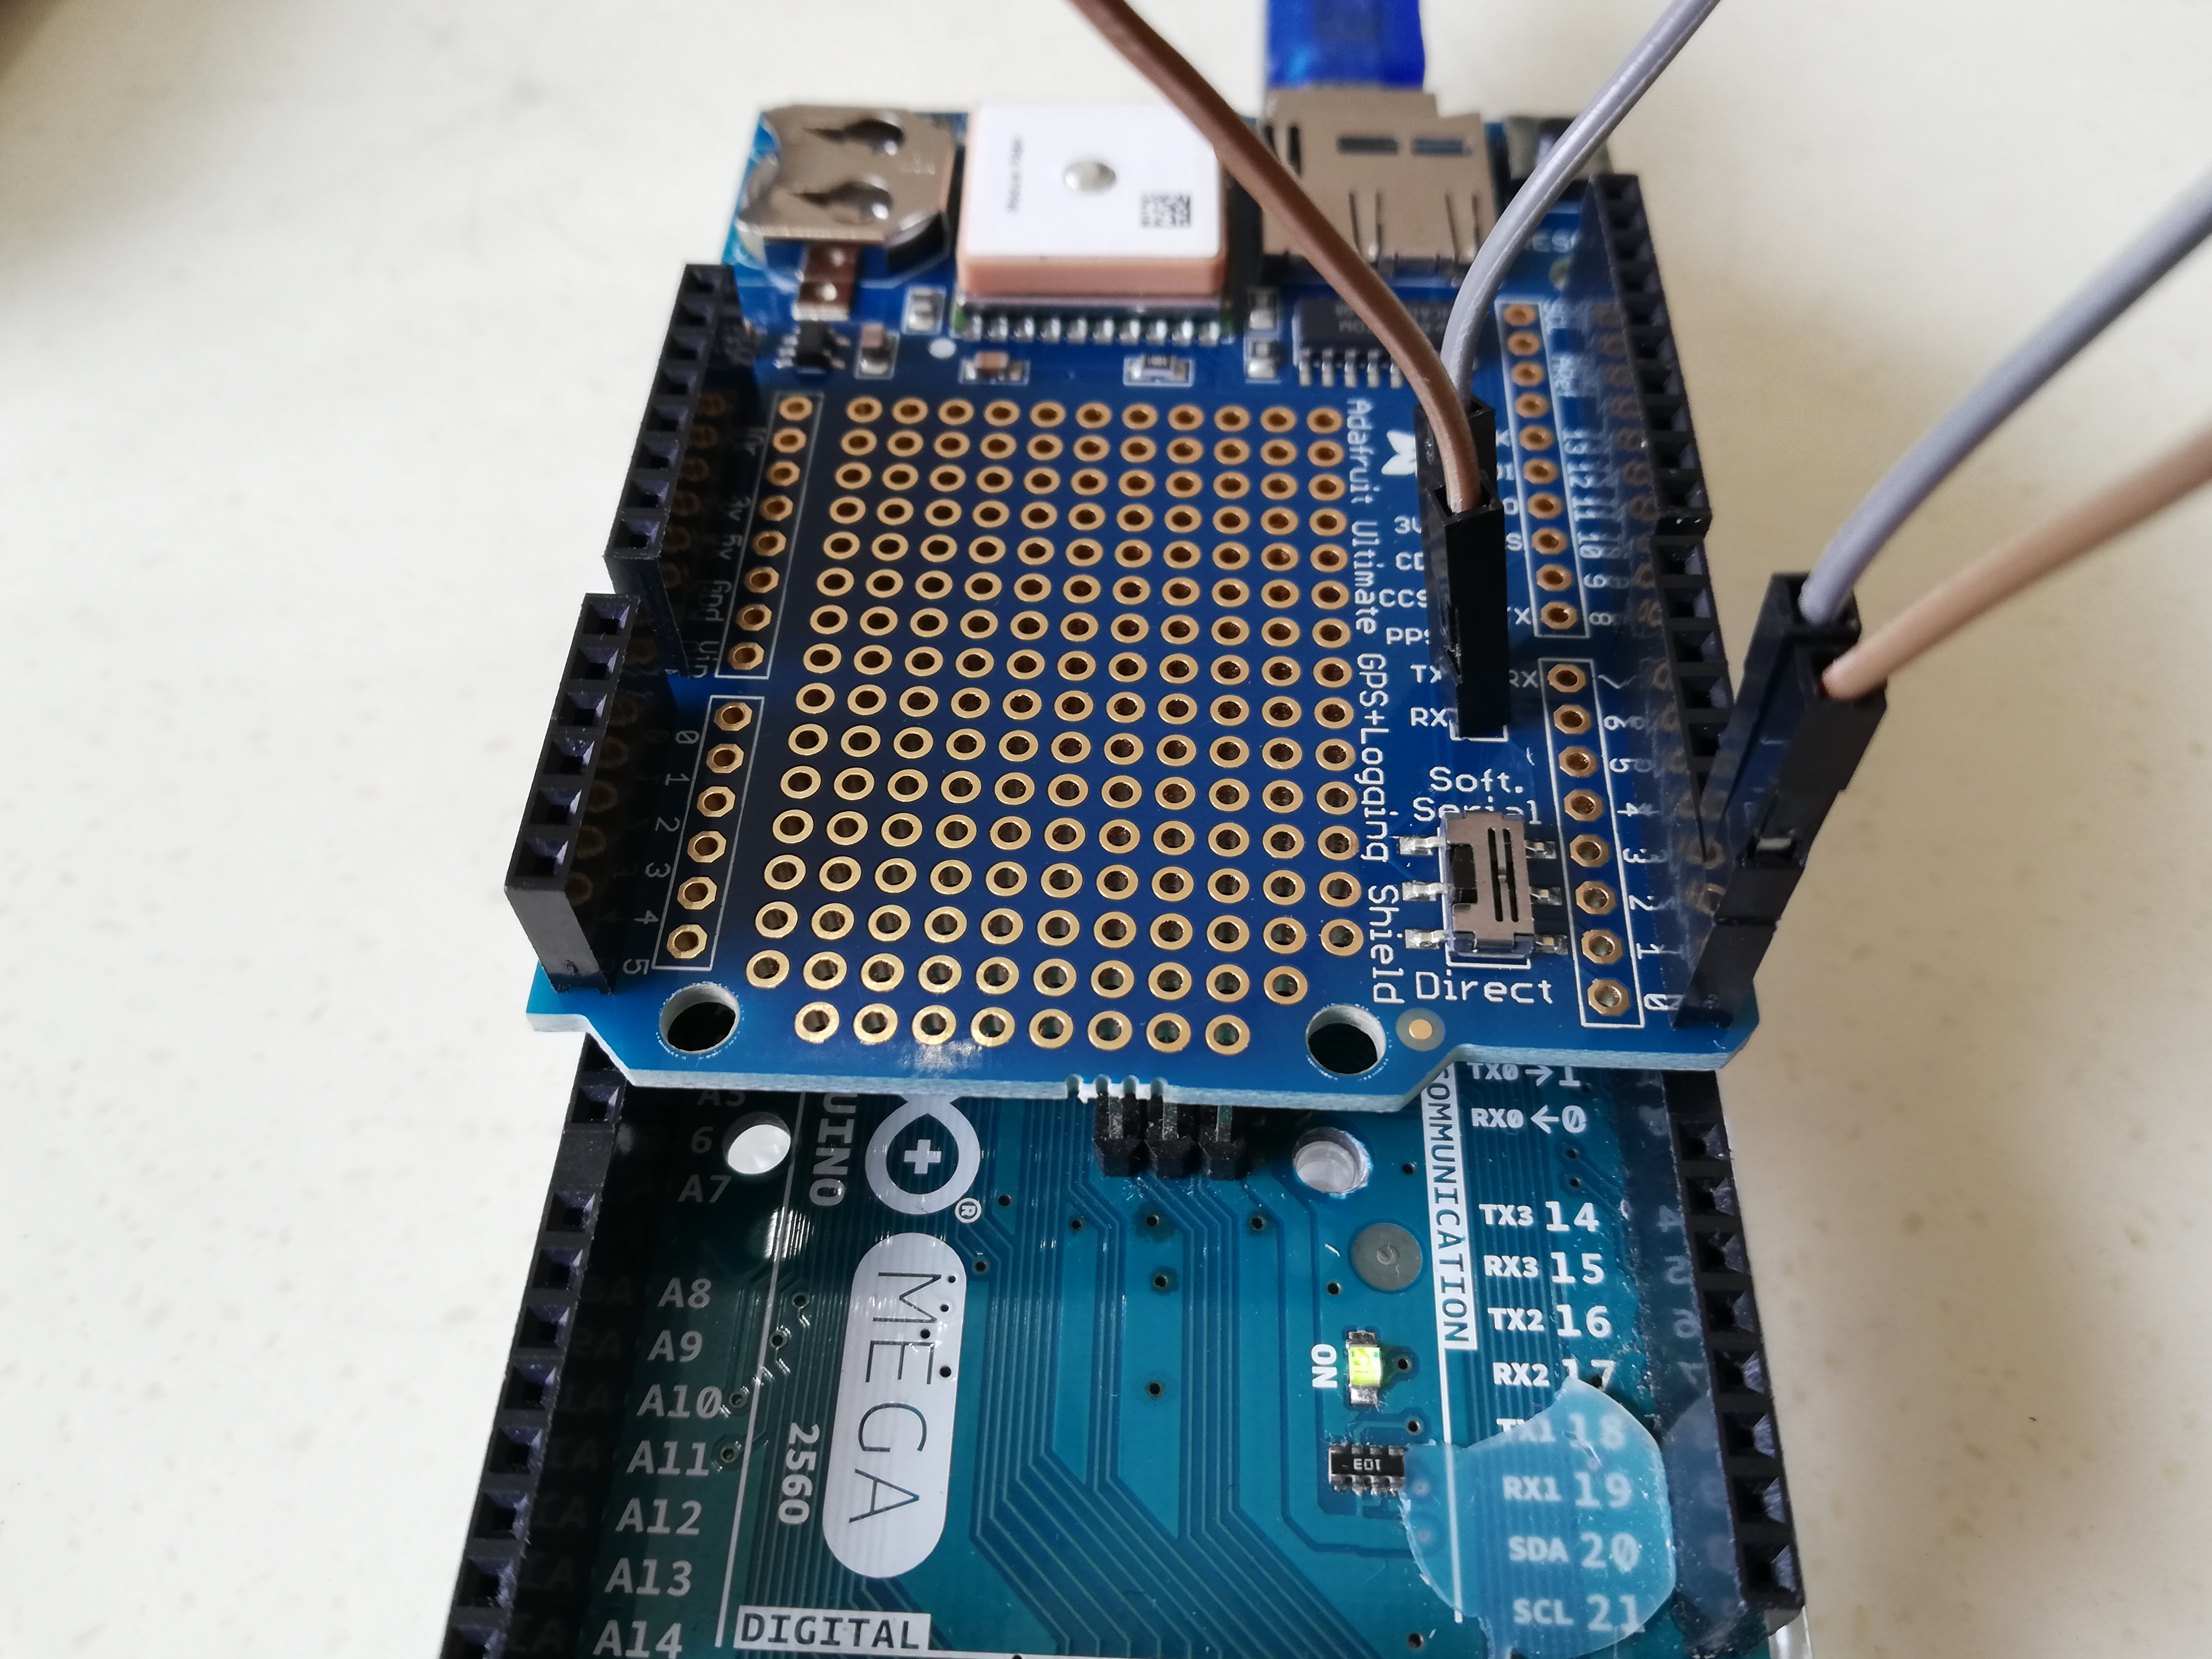 Adafruit Ultimate GPS+Logging Shield
13
12
11
10
9
8
3V
CD
CCS
PPS
TX
RX
RX
7
6
5
4
3
2
1
0
Soft.
Serial
Direct
3v
5v
Gnd
Vin
0
1
2
3
4
5
TX0→1
RX0←0
COMMUNICATION
TX3 14
RX3 15
TX2 16
RX2 17
TX1 18
RX1 19
SDA 20
SCL 21
ON
E01
UINO
®
MEGA
2560
A5
6
A7
A8
A9
A10
A11
A12
A13
A14
DIGITAL